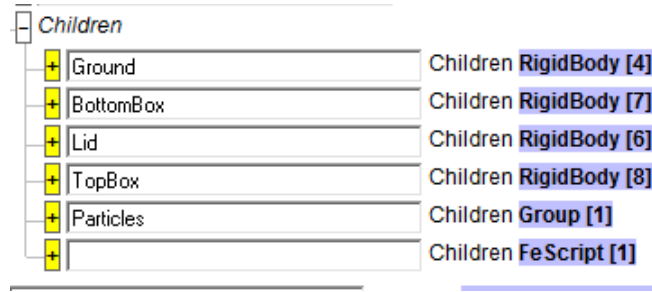 Children
Ground Children RigidBody [4]
BottomBox Children RigidBody [7]
Lid Children RigidBody [6]
TopBox Children RigidBody [8]
Particles Children Group [1]
Children FeScript [1]